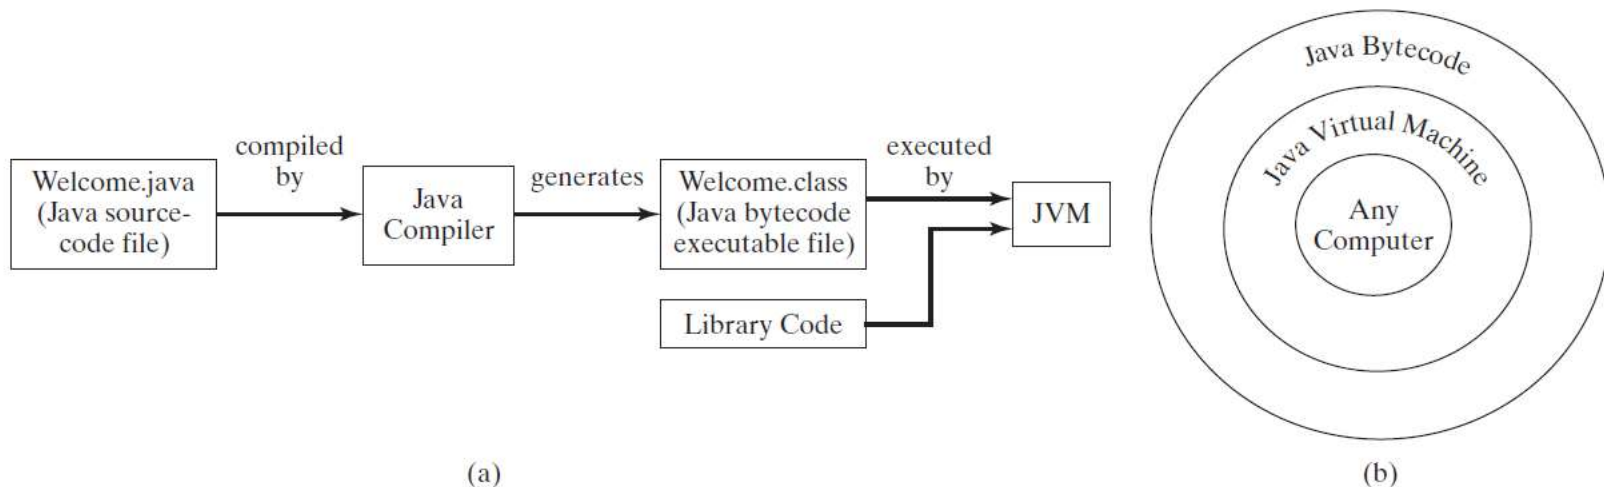 Welcome.java
(Java source-
code file)
compiled
by
Java
Compiler
generates
Welcome.class
(Java bytecode
executable file)
executed
by
JVM
Library Code
(a)
Java Bytecode
Java Virtual Machine
Any
Computer
(b)